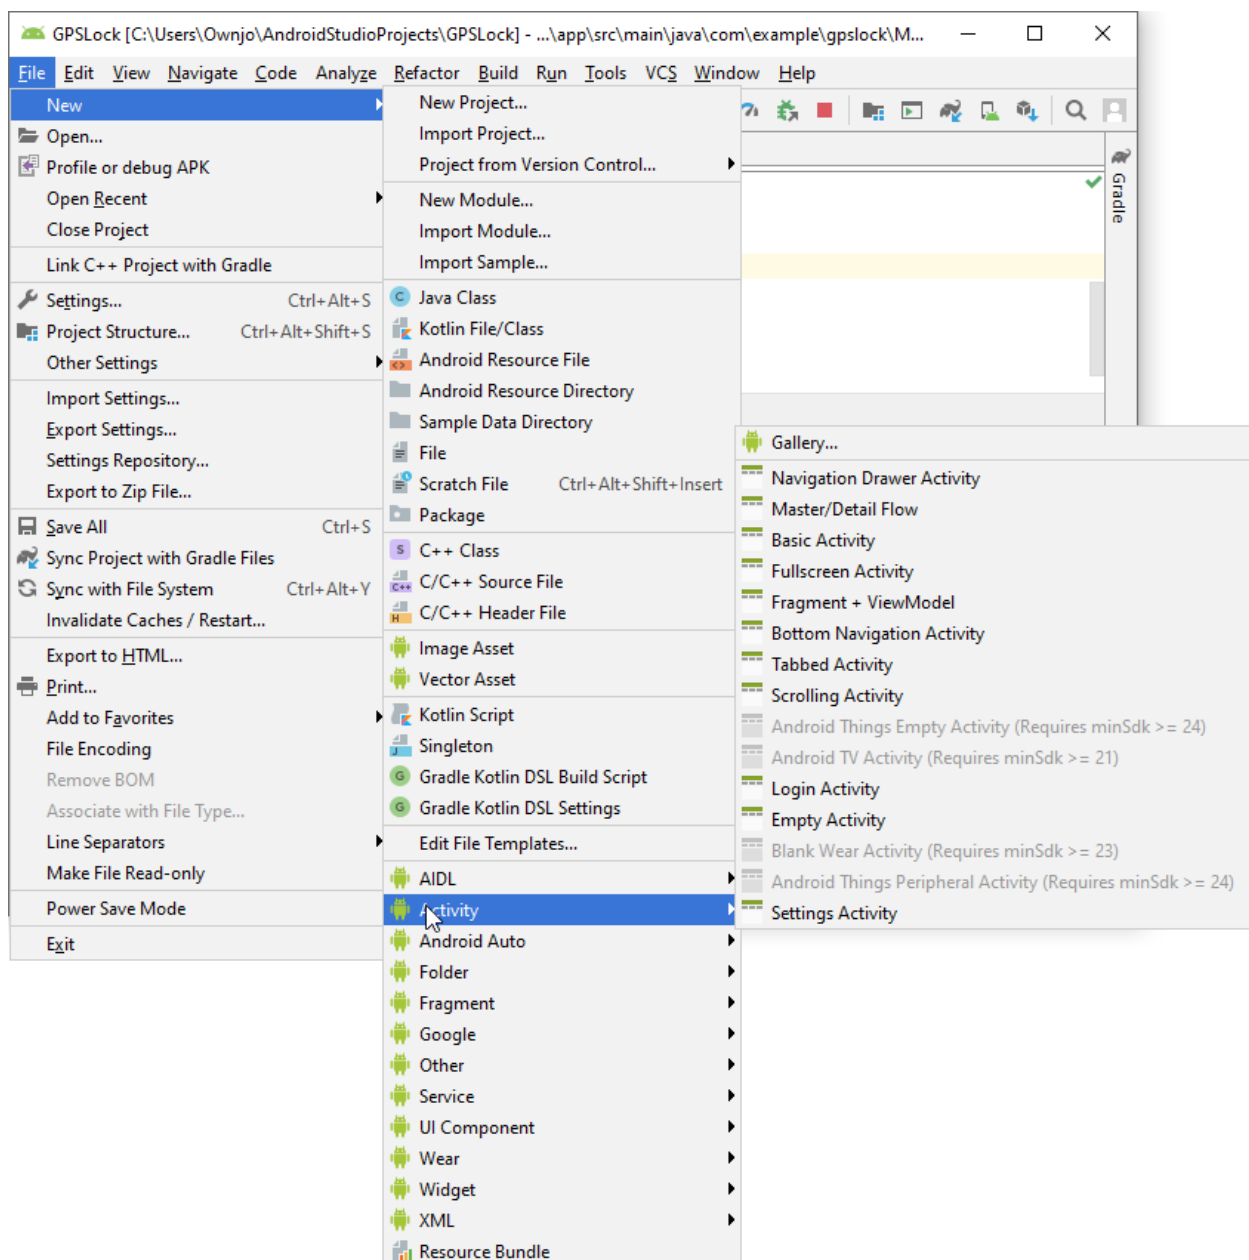 GPSLock [C:\Users\Ownjo\AndroidStudioProjects\GPSLock] - ...\app\src\main\java\com\example\gpslock\M...
File Edit View Navigate Code Analyze Refactor Build Run Tools VCS Window Help
New
Open...
Profile or debug APK
Open Recent
Close Project
Link C++ Project with Gradle
Settings... Ctrl+Alt+S
Project Structure... Ctrl+Alt+Shift+S
Other Settings
Import Settings...
Export Settings...
Settings Repository...
Export to Zip File...
Save All Ctrl+S
Sync Project with Gradle Files
Sync with File System Ctrl+Alt+Y
Invalidate Caches / Restart...
Export to HTML...
Print...
Add to Favorites
File Encoding
Remove BOM
Associate with File Type...
Line Separators
Make File Read-only
Power Save Mode
Exit
New Project...
Import Project...
Project from Version Control...
New Module...
Import Module...
Import Sample...
C Java Class
Kotlin File/Class
Android Resource File
Android Resource Directory
Sample Data Directory
File
Scratch File Ctrl+Alt+Shift+Insert
Package
S C++ Class
C++ C/C++ Source File
H C/C++ Header File
Image Asset
Vector Asset
Kotlin Script
J Singleton
G Gradle Kotlin DSL Build Script
G Gradle Kotlin DSL Settings
Edit File Templates...
AIDL
Activity
Android Auto
Folder
Fragment
Google
Other
Service
UI Component
Wear
Widget
XML
Resource Bundle
Gallery...
Navigation Drawer Activity
Master/Detail Flow
Basic Activity
Fullscreen Activity
Fragment + ViewModel
Bottom Navigation Activity
Tabbed Activity
Scrolling Activity
Android Things Empty Activity (Requires minSdk >= 24)
Android TV Activity (Requires minSdk >= 21)
Login Activity
Empty Activity
Blank Wear Activity (Requires minSdk >= 23)
Android Things Peripheral Activity (Requires minSdk >= 24)
Settings Activity
Gradle